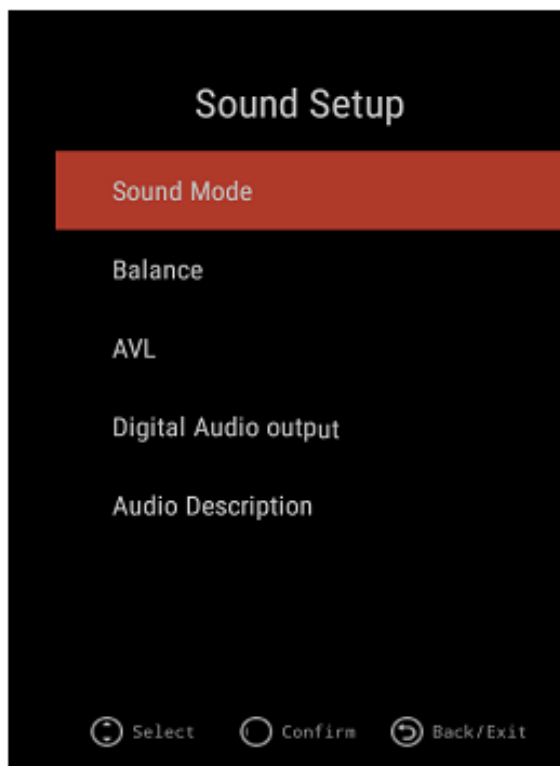 Sound Setup
Sound Mode
Balance
AVL
Digital Audio output
Audio Description
Select Confirm Back/Exit